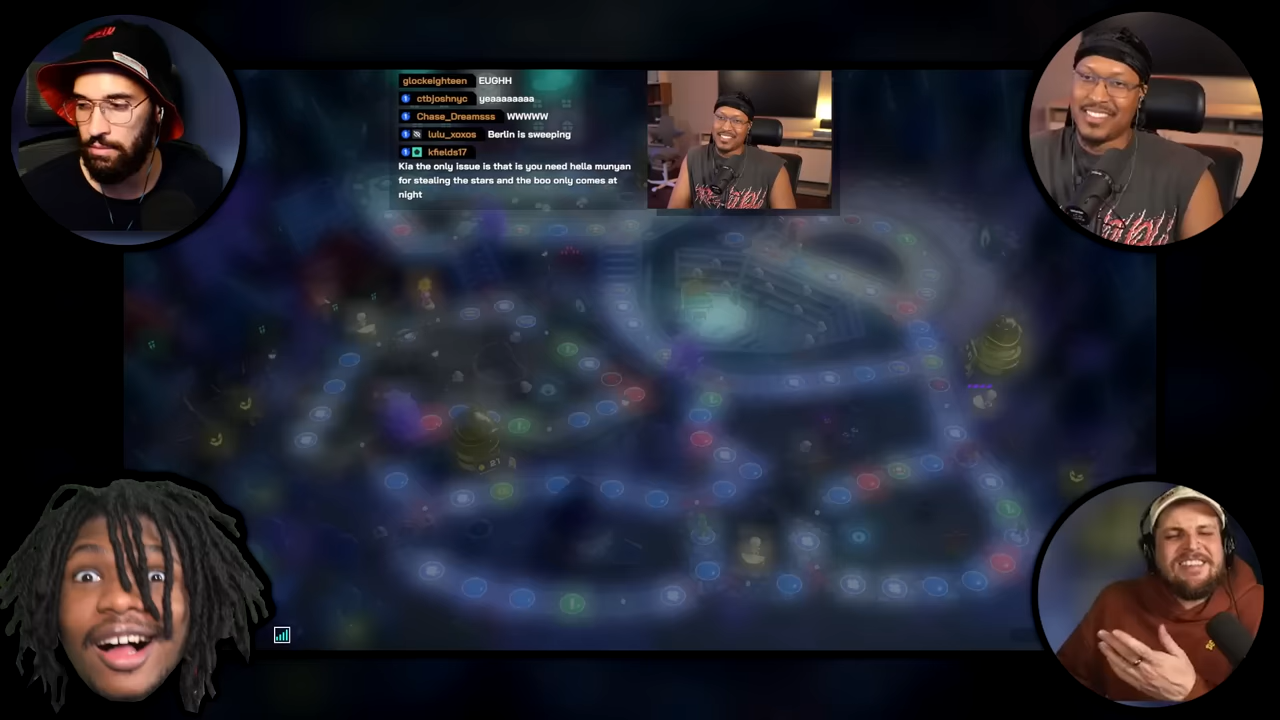 glockeighteen EUGHH
ctbjoshnyc yeaaaaaaaa
Chase_Dreamsss WWWWW
lulu_xoxos Berlin is sweeping
kfields17
Kia the only issue is that is you need hella munyan
for stealing the stars and the boo only comes at
night
27